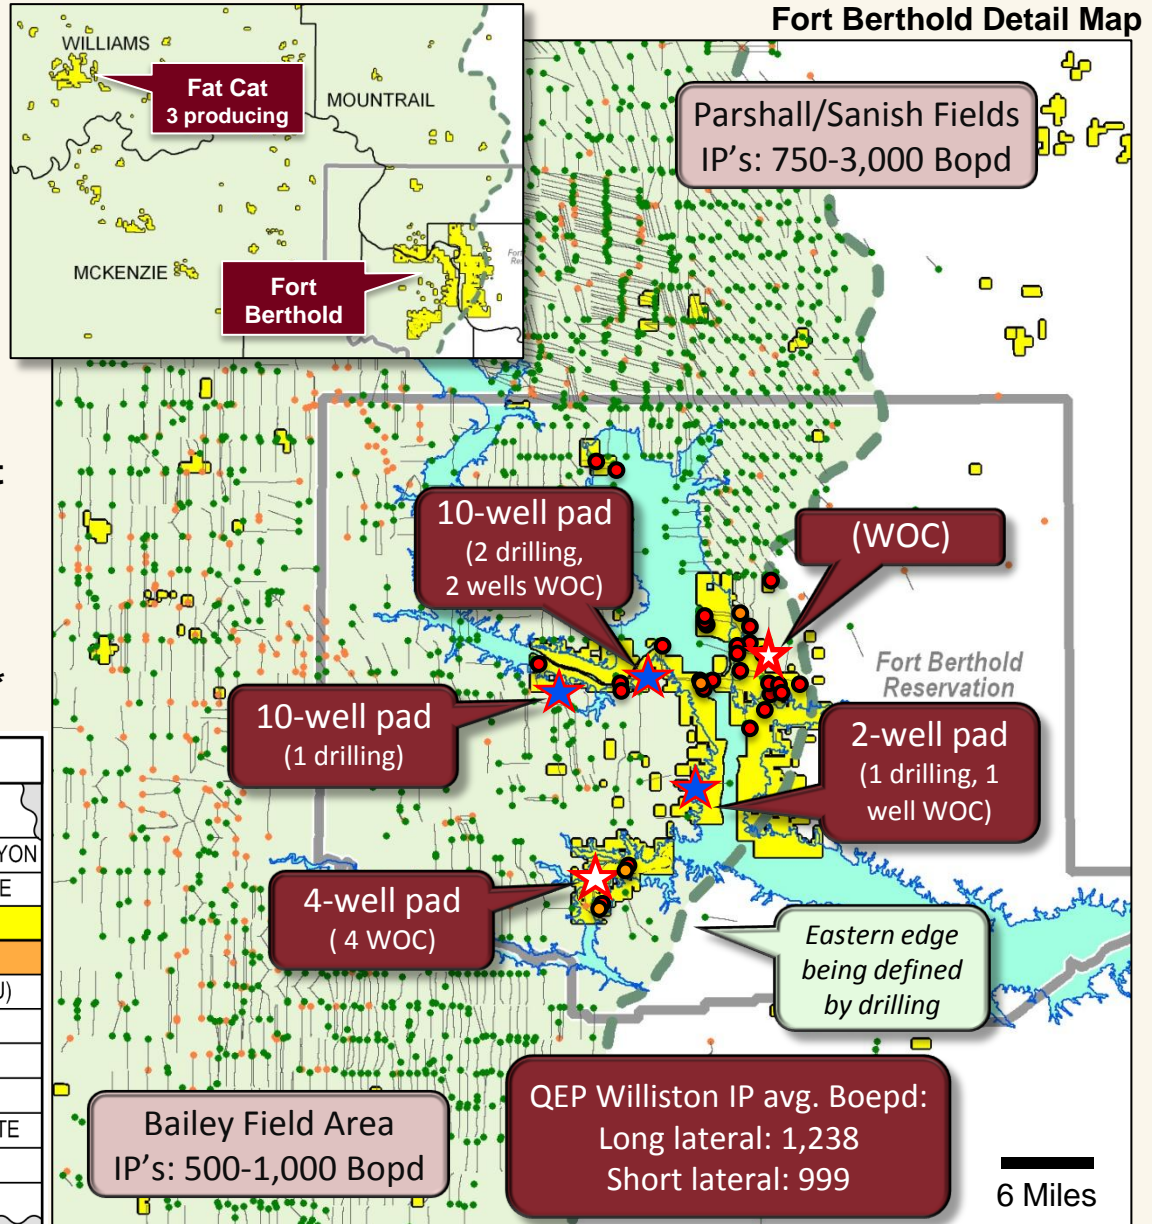 Fort Berthold Detail Map
WILLIAMS
Fat Cat
3 producing
MOUNTRAIL
MCKENZIE
Fort
Berthold
Parshall/Sanish Fields
IP's: 750-3,000 Bopd
10-well pad
(2 drilling,
2 wells WOC)
(WOC)
Fort Berthold
Reservation
10-well pad
(1 drilling)
2-well pad
(1 drilling, 1
well WOC)
4-well pad
( 4 WOC)
Eastern edge
being defined
by drilling
QEP Williston IP avg. Boepd:
Long lateral: 1,238
Short lateral: 999
Bailey Field Area
IP's: 500-1,000 Bopd
6 Miles